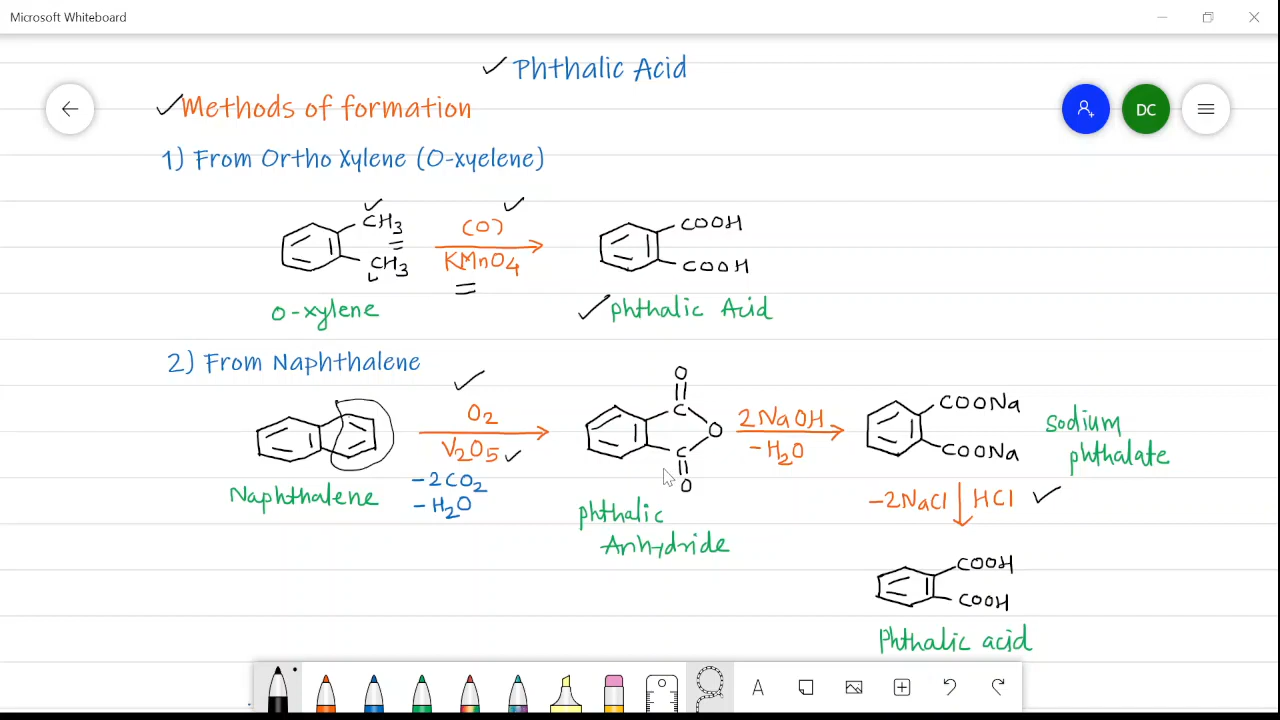 Microsoft Whiteboard
Phthalic Acid
DC
Methods of formation
1) From Ortho Xylene (O-xyelene)
CH3
CH3
(O)
KMnO4
COOH
COOH
O-xylene
Phthalic Acid
2) From Naphthalene
O2
V2O5
-2CO2
-H2O
Naphthalene
O
C
O
C
O
phthalic
Anhydride
2NaOH
-H2O
COONa
COONa
sodium
phthalate
-2NaCl HCl
COOH
COOH
Phthalic acid
A